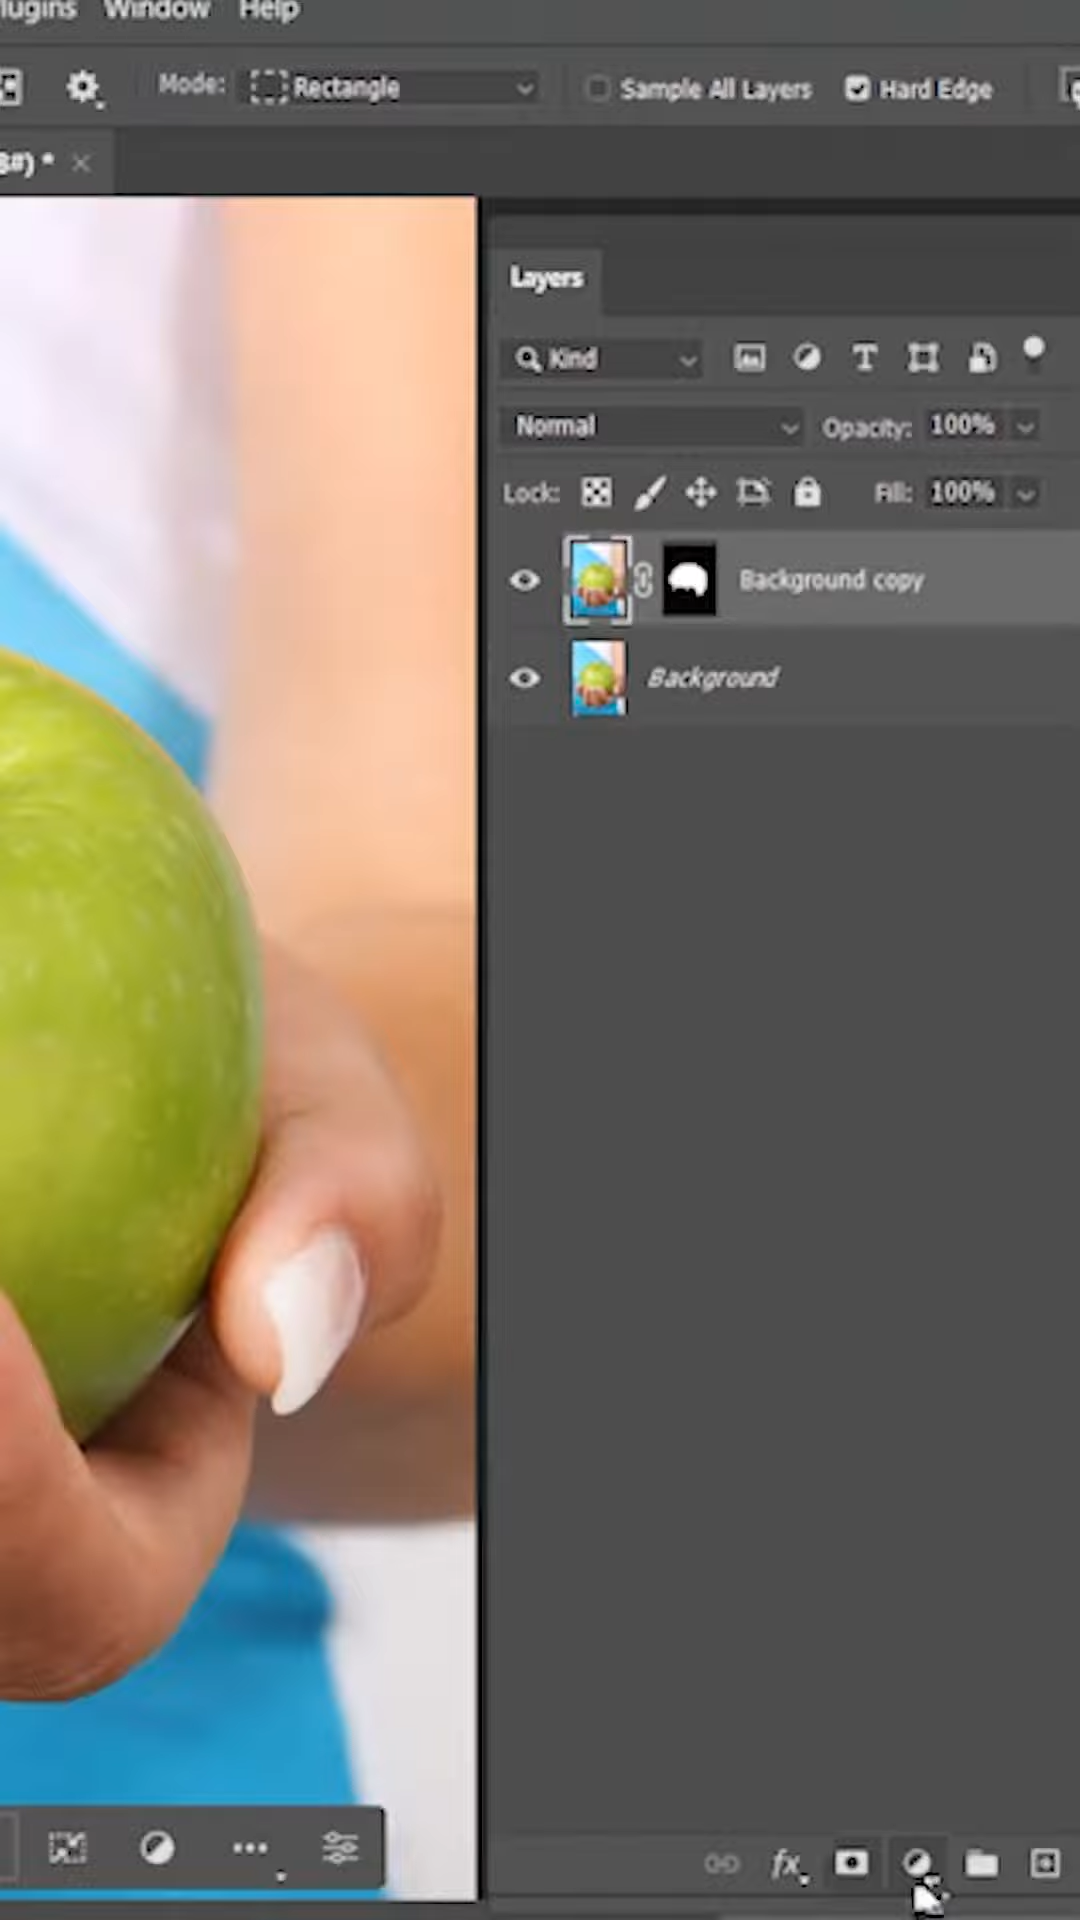 Plugins Window Help
Mode: Rectangle Sample All Layers Hard Edge
8#) * ×
Layers
Kind
Normal Opacity: 100%
Lock: Fill: 100%
Background copy
Background
fx